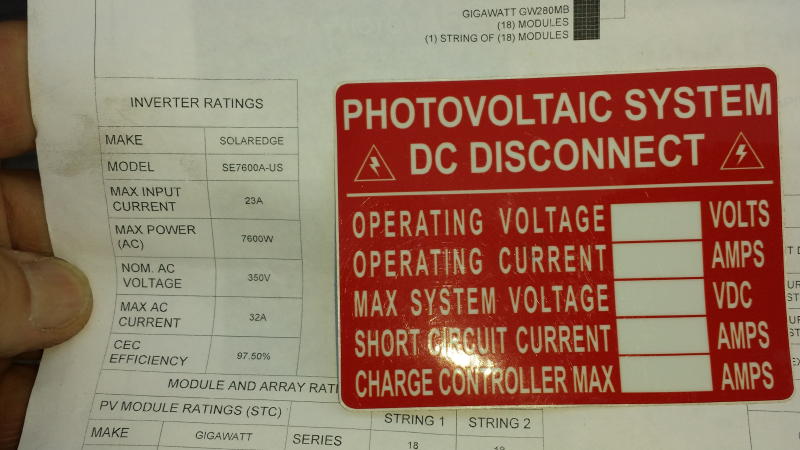 GIGAWATT GW280MB
(18) MODULES
(1) STRING OF (18) MODULES
INVERTER RATINGS
MAKE SOLAREDGE
MODEL SE7600A-US
MAX INPUT
CURRENT 23A
MAX POWER
(AC) 7600W
NOM. AC
VOLTAGE 350V
MAX AC
CURRENT 32A
CEC
EFFICIENCY 97.50%
MODULE AND ARRAY RATI
PV MODULE RATINGS (STC)
STRING 1 STRING 2
MAKE GIGAWATT SERIES 18
PHOTOVOLTAIC SYSTEM
DC DISCONNECT
OPERATING VOLTAGE VOLTS
OPERATING CURRENT AMPS
MAX SYSTEM VOLTAGE VDC
SHORT CIRCUIT CURRENT AMPS
CHARGE CONTROLLER MAX AMPS